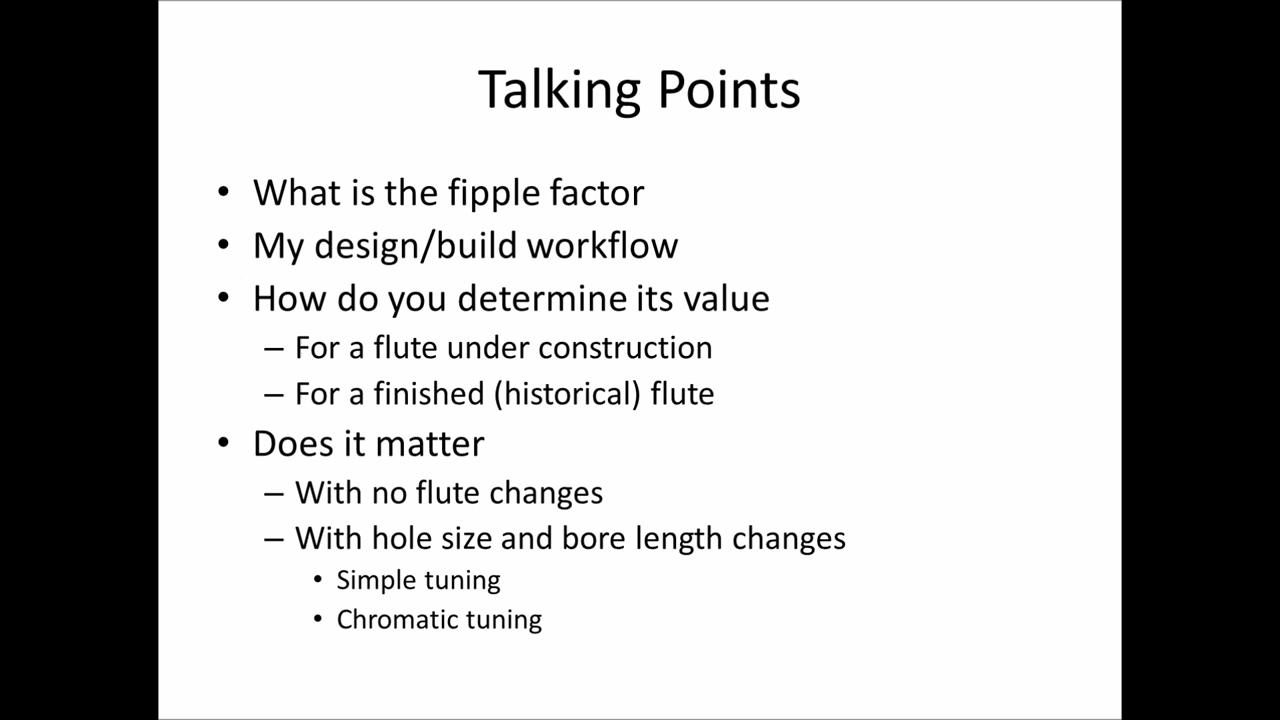 Talking Points
• What is the fipple factor
• My design/build workflow
• How do you determine its value
– For a flute under construction
– For a finished (historical) flute
• Does it matter
– With no flute changes
– With hole size and bore length changes
• Simple tuning
• Chromatic tuning